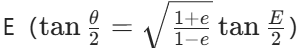 E (tan θ/2 = √((1+e)/(1−e)) tan E/2)